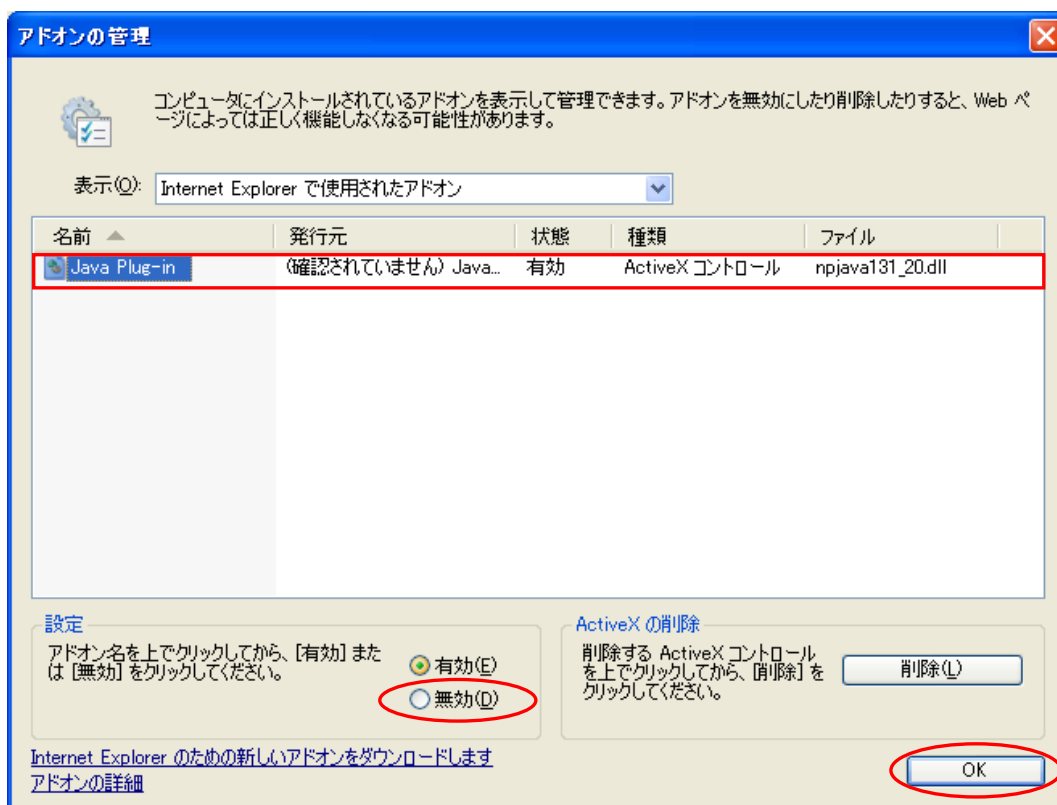 アドオンの管理
コンピュータにインストールされているアドオンを表示して管理できます。アドオンを無効にしたり削除したりすると、Web ペ
ージによっては正しく機能しなくなる可能性があります。
表示(O): Internet Explorer で使用されたアドオン
名前 発行元 状態 種類 ファイル
Java Plug-in (確認されていません) Java... 有効 ActiveX コントロール npjava131_20.dll
設定
アドオン名を上でクリックしてから、[有効] また
は [無効] をクリックしてください。
有効(E)
無効(D)
ActiveX の削除
削除する ActiveX コントロール
を上でクリックしてから、[削除] を
クリックしてください。
削除(L)
Internet Explorer のための新しいアドオンをダウンロードします
アドオンの詳細
OK